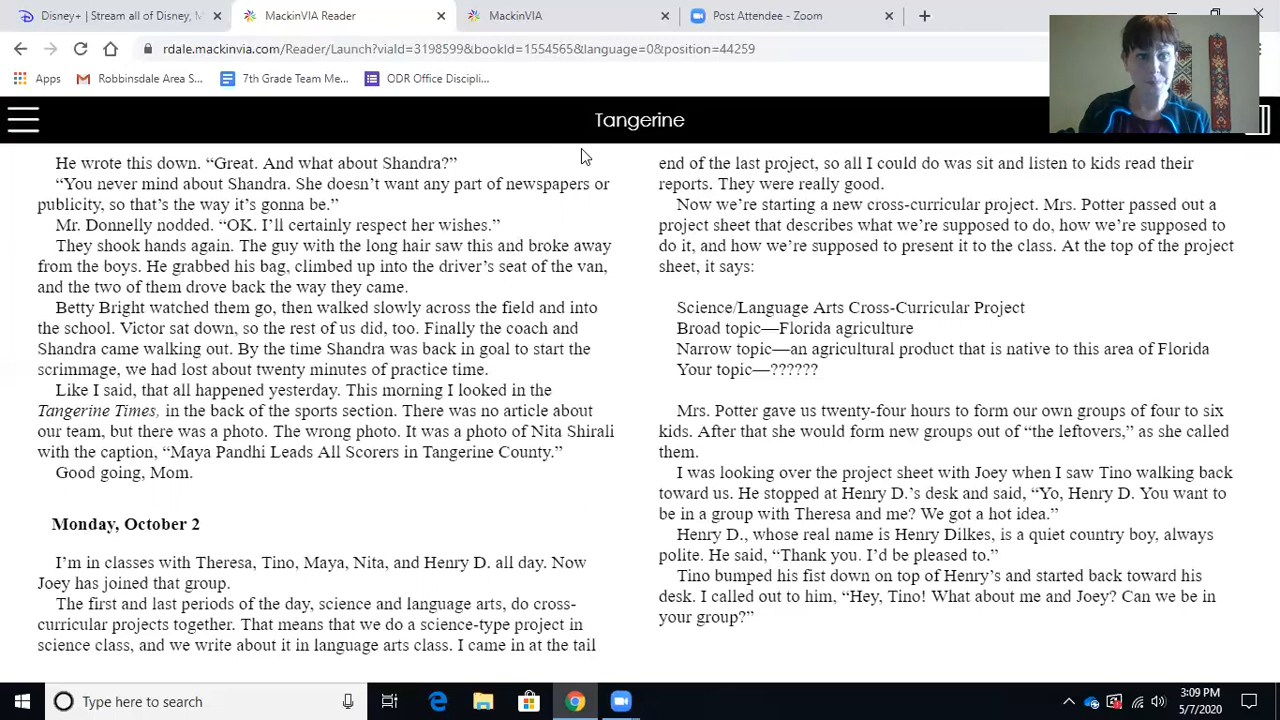 Disney+ | Stream all of Disney, M
MackinVIA Reader
MackinVIA
Post Attendee - Zoom
rdale.mackinvia.com/Reader/Launch?viaId=3198599&bookId=1554565&language=0&position=44259
Apps
Robbinsdale Area S...
7th Grade Team Me...
ODR Office Discipli...
Tangerine
He wrote this down. “Great. And what about Shandra?”
“You never mind about Shandra. She doesn’t want any part of newspapers or
publicity, so that’s the way it’s gonna be.”
Mr. Donnelly nodded. “OK. I’ll certainly respect her wishes.”
They shook hands again. The guy with the long hair saw this and broke away
from the boys. He grabbed his bag, climbed up into the driver’s seat of the van,
and the two of them drove back the way they came.
Betty Bright watched them go, then walked slowly across the field and into
the school. Victor sat down, so the rest of us did, too. Finally the coach and
Shandra came walking out. By the time Shandra was back in goal to start the
scrimmage, we had lost about twenty minutes of practice time.
Like I said, that all happened yesterday. This morning I looked in the
Tangerine Times, in the back of the sports section. There was no article about
our team, but there was a photo. The wrong photo. It was a photo of Nita Shirali
with the caption, “Maya Pandhi Leads All Scorers in Tangerine County.”
Good going, Mom.
Monday, October 2
I’m in classes with Theresa, Tino, Maya, Nita, and Henry D. all day. Now
Joey has joined that group.
The first and last periods of the day, science and language arts, do cross-
curricular projects together. That means that we do a science-type project in
science class, and we write about it in language arts class. I came in at the tail
end of the last project, so all I could do was sit and listen to kids read their
reports. They were really good.
Now we’re starting a new cross-curricular project. Mrs. Potter passed out a
project sheet that describes what we’re supposed to do, how we’re supposed to
do it, and how we’re supposed to present it to the class. At the top of the project
sheet, it says:
Science/Language Arts Cross-Curricular Project
Broad topic—Florida agriculture
Narrow topic—an agricultural product that is native to this area of Florida
Your topic—??????
Mrs. Potter gave us twenty-four hours to form our own groups of four to six
kids. After that she would form new groups out of “the leftovers,” as she called
them.
I was looking over the project sheet with Joey when I saw Tino walking back
toward us. He stopped at Henry D.’s desk and said, “Yo, Henry D. You want to
be in a group with Theresa and me? We got a hot idea.”
Henry D., whose real name is Henry Dilkes, is a quiet country boy, always
polite. He said, “Thank you. I’d be pleased to.”
Tino bumped his fist down on top of Henry’s and started back toward his
desk. I called out to him, “Hey, Tino! What about me and Joey? Can we be in
your group?”
Type here to search
3:09 PM
5/7/2020